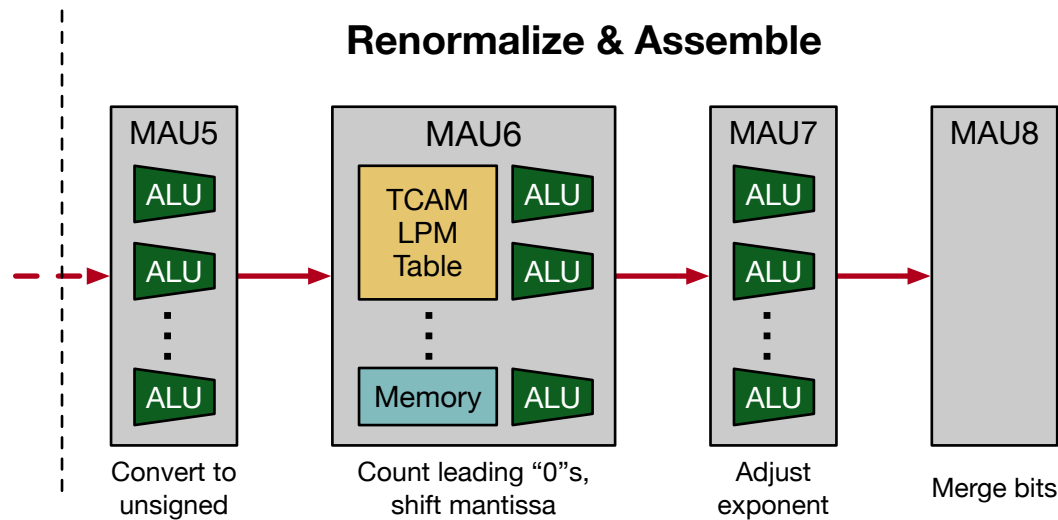 Renormalize & Assemble
MAU5
ALU
ALU
ALU
Convert to
unsigned
MAU6
TCAM
LPM
Table
Memory
ALU
ALU
ALU
Count leading “0”s,
shift mantissa
MAU7
ALU
ALU
ALU
Adjust
exponent
MAU8
Merge bits